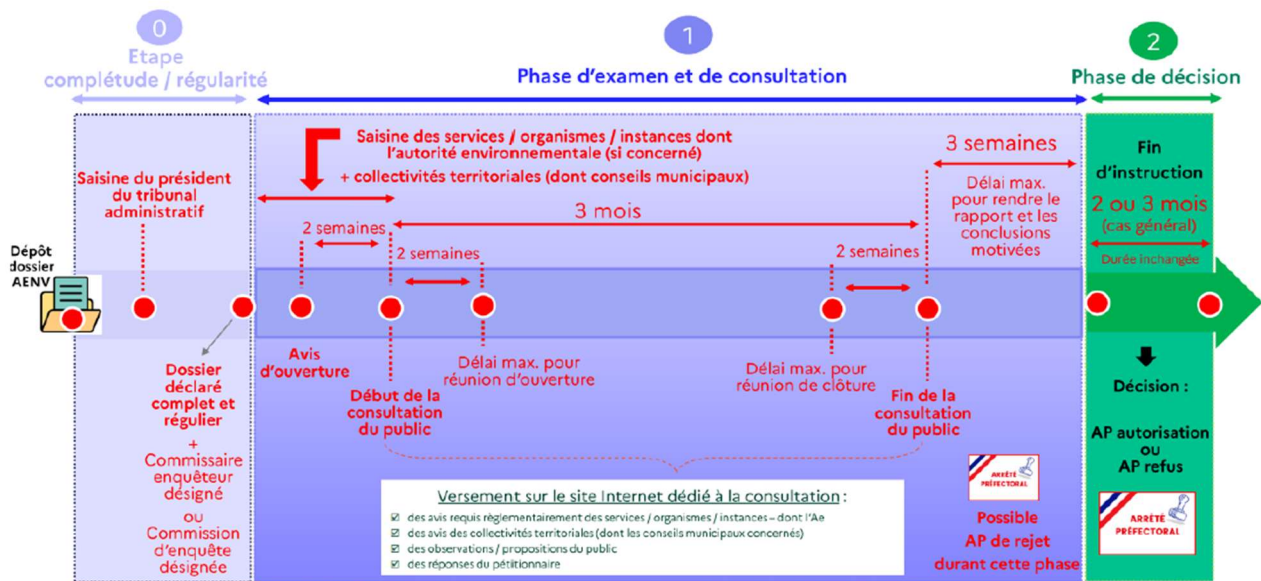 0
Etape
complétude / régularité
1
Phase d'examen et de consultation
2
Phase de décision
Saisine du président
du tribunal
administratif
Saisine des services / organismes / instances dont
l'autorité environnementale (si concerné)
+ collectivités territoriales (dont conseils municipaux)
3 semaines
Délai max.
pour rendre le
rapport et les
conclusions
motivées
Fin
d'instruction
2 ou 3 mois
(cas général)
Durée inchangée
3 mois
2 semaines
2 semaines
2 semaines
Dépôt
dossier
AENV
Dossier
déclaré
complet et
régulier
+
Commissaire
enquêteur
désigné
ou
Commission
d'enquête
désignée
Avis
d'ouverture
Début de la
consultation
du public
Délai max. pour
réunion d'ouverture
Délai max. pour
réunion de clôture
Fin de la
consultation
du public
Décision :
AP autorisation
ou
AP refus
ARRÊTÉ
PRÉFECTORAL
Versement sur le site Internet dédié à la consultation :
☑ des avis requis règlementairement des services / organismes / instances – dont l'Ae
☑ des avis des collectivités territoriales (dont les conseils municipaux concernés)
☑ des observations / propositions du public
☑ des réponses du pétitionnaire
ARRÊTÉ
PRÉFECTORAL
Possible
AP de rejet
durant cette phase